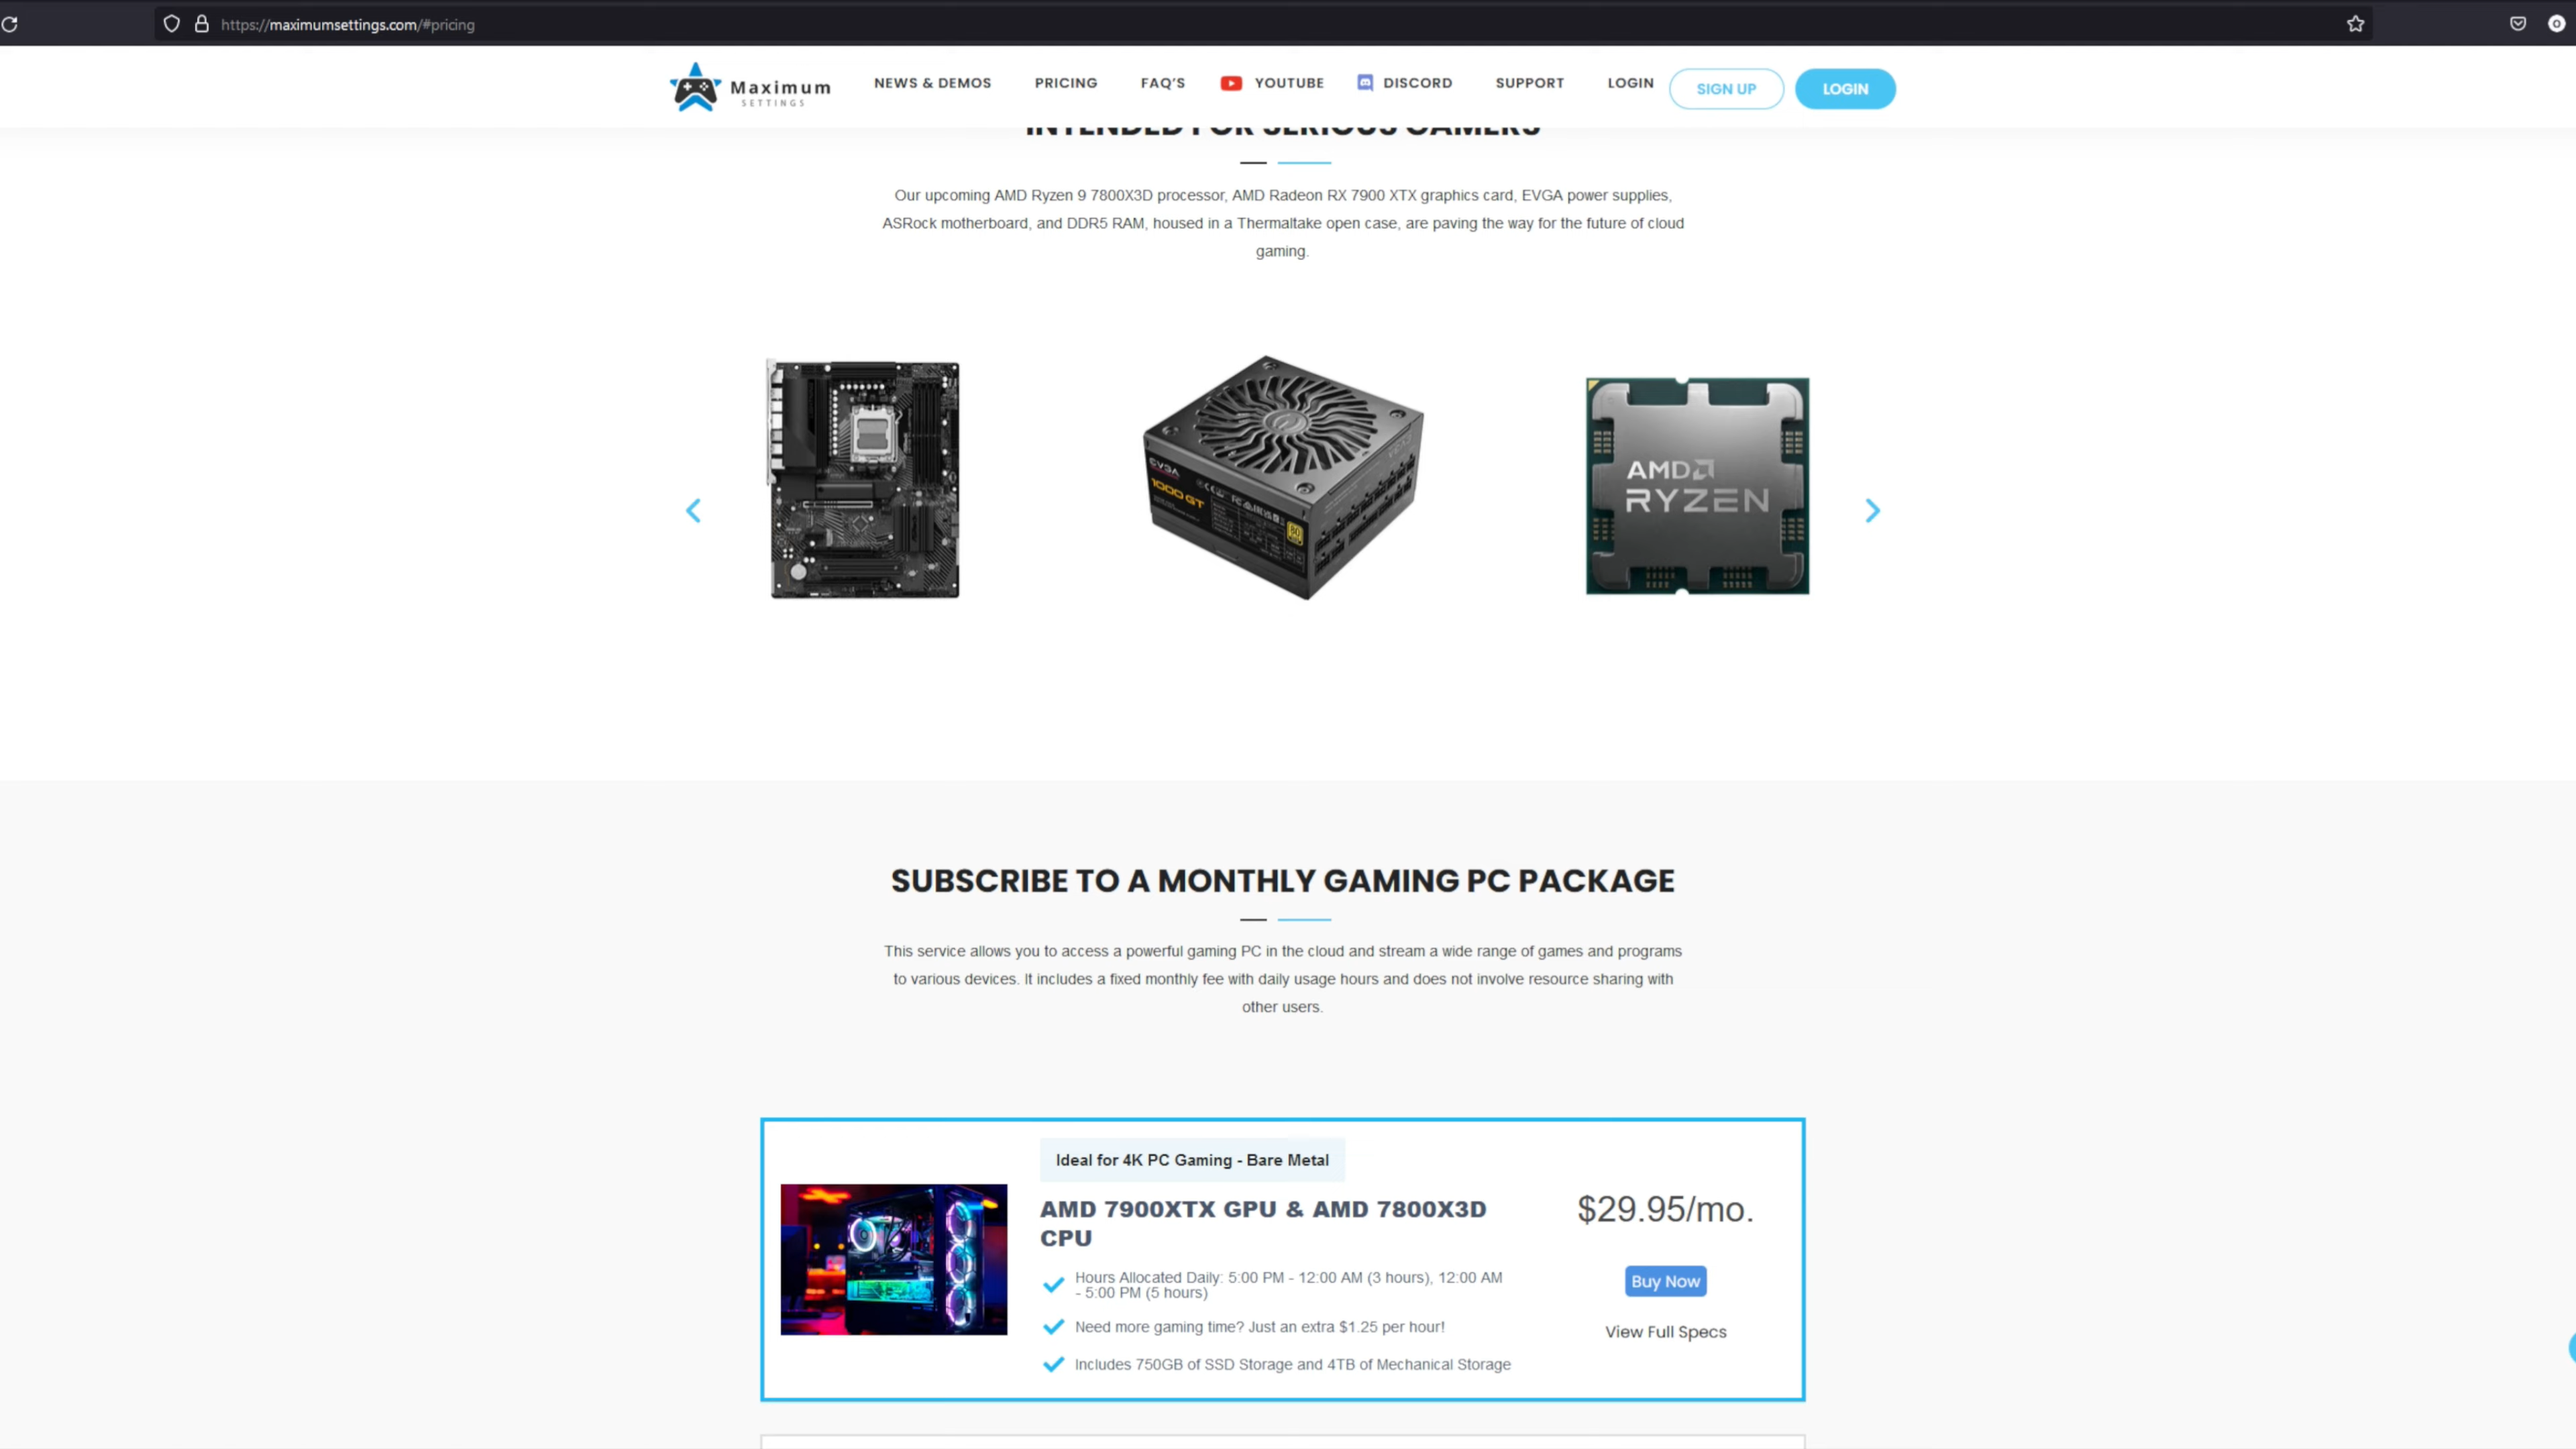 https://maximumsettings.com/#pricing
Maximum
SETTINGS
NEWS & DEMOS
PRICING
FAQ'S
YOUTUBE
DISCORD
SUPPORT
LOGIN
SIGN UP
LOGIN
INTENDED FOR SERIOUS GAMERS
Our upcoming AMD Ryzen 9 7800X3D processor, AMD Radeon RX 7900 XTX graphics card, EVGA power supplies,
ASRock motherboard, and DDR5 RAM, housed in a Thermaltake open case, are paving the way for the future of cloud
gaming.
EVGA
1000 GT
AMD
RYZEN
SUBSCRIBE TO A MONTHLY GAMING PC PACKAGE
This service allows you to access a powerful gaming PC in the cloud and stream a wide range of games and programs
to various devices. It includes a fixed monthly fee with daily usage hours and does not involve resource sharing with
other users.
Ideal for 4K PC Gaming - Bare Metal
AMD 7900XTX GPU & AMD 7800X3D
CPU
Hours Allocated Daily: 5:00 PM - 12:00 AM (3 hours), 12:00 AM
- 5:00 PM (5 hours)
Need more gaming time? Just an extra $1.25 per hour!
Includes 750GB of SSD Storage and 4TB of Mechanical Storage
$29.95/mo.
Buy Now
View Full Specs